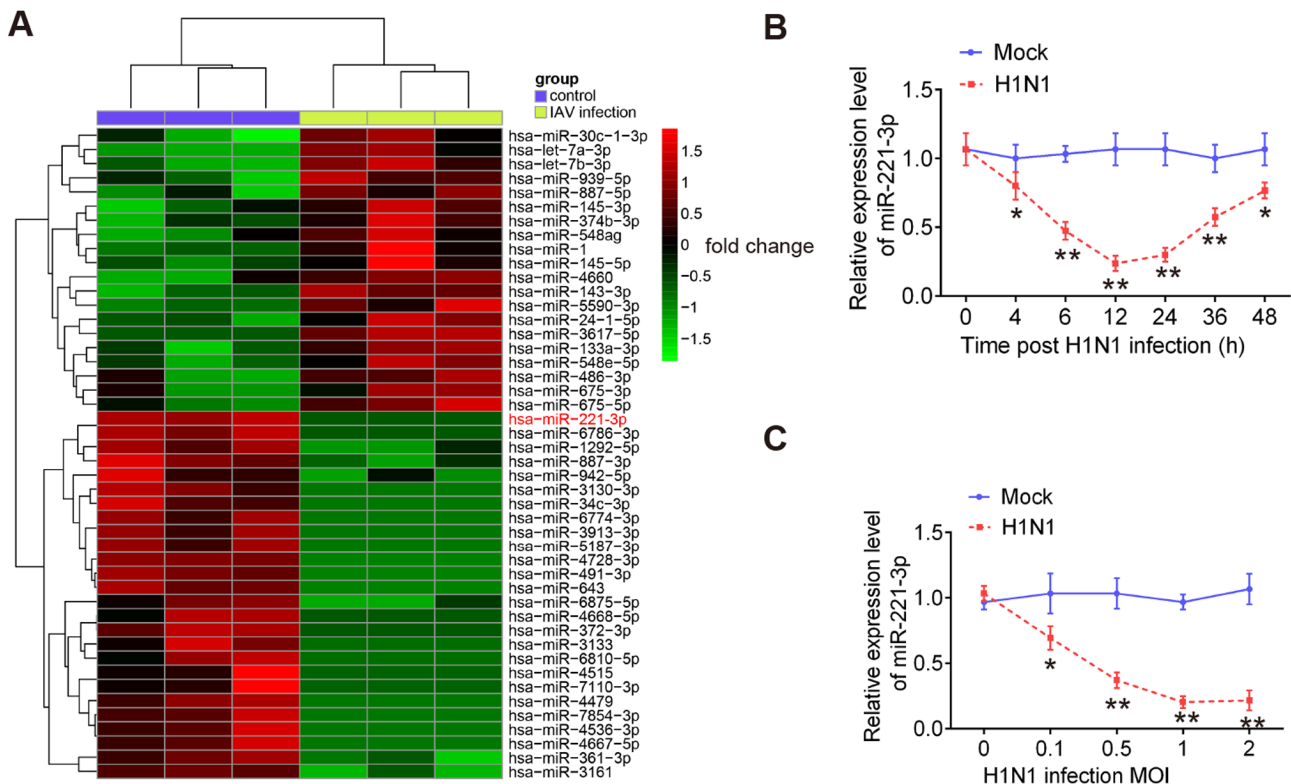 A
group
control
IAV infection
hsa-miR-30c-1-3p
hsa-let-7a-3p
hsa-let-7b-3p
hsa-miR-939-5p
hsa-miR-887-5p
hsa-miR-145-3p
hsa-miR-374b-3p
hsa-miR-548ag
hsa-miR-1
hsa-miR-145-5p
hsa-miR-4660
hsa-miR-143-3p
hsa-miR-5590-3p
hsa-miR-24-1-5p
hsa-miR-3617-5p
hsa-miR-133a-3p
hsa-miR-548e-5p
hsa-miR-486-3p
hsa-miR-675-3p
hsa-miR-675-5p
hsa-miR-221-3p
hsa-miR-6786-3p
hsa-miR-1292-5p
hsa-miR-887-3p
hsa-miR-942-5p
hsa-miR-3130-3p
hsa-miR-34c-3p
hsa-miR-6774-3p
hsa-miR-3913-3p
hsa-miR-5187-3p
hsa-miR-4728-3p
hsa-miR-491-3p
hsa-miR-643
hsa-miR-6875-5p
hsa-miR-4668-5p
hsa-miR-372-3p
hsa-miR-3133
hsa-miR-6810-5p
hsa-miR-4515
hsa-miR-7110-3p
hsa-miR-4479
hsa-miR-7854-3p
hsa-miR-4536-3p
hsa-miR-4667-5p
hsa-miR-361-3p
hsa-miR-3161
1.5
1
0.5
0
-0.5
-1
-1.5
fold change
B
Mock
H1N1
Relative expression level
of miR-221-3p
1.5
1.0
0.5
0.0
*
**
**
**
**
*
0 4 6 12 24 36 48
Time post H1N1 infection (h)
C
Mock
H1N1
Relative expression level
of miR-221-3p
1.5
1.0
0.5
0.0
*
**
**
**
0 0.1 0.5 1 2
H1N1 infection MOI